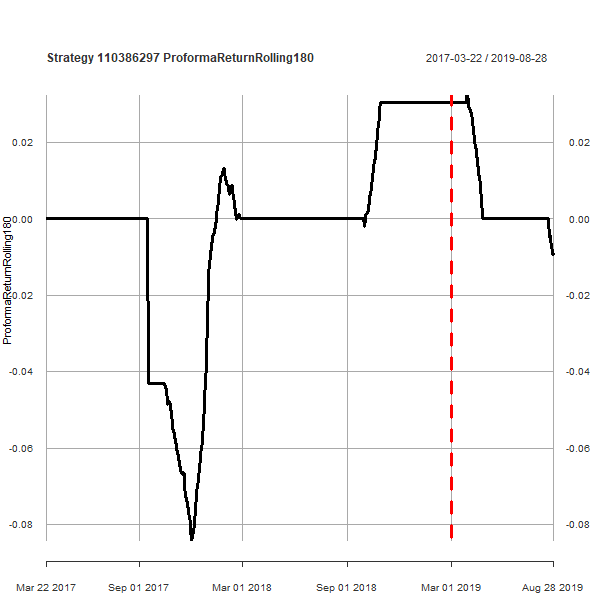 Strategy 110386297 ProformaReturnRolling180
2017-03-22 / 2019-08-28
ProformaReturnRolling180
0.02 0.02
0.00 0.00
-0.02 -0.02
-0.04 -0.04
-0.06 -0.06
-0.08 -0.08
Mar 22 2017 Sep 01 2017 Mar 01 2018 Sep 01 2018 Mar 01 2019 Aug 28 2019